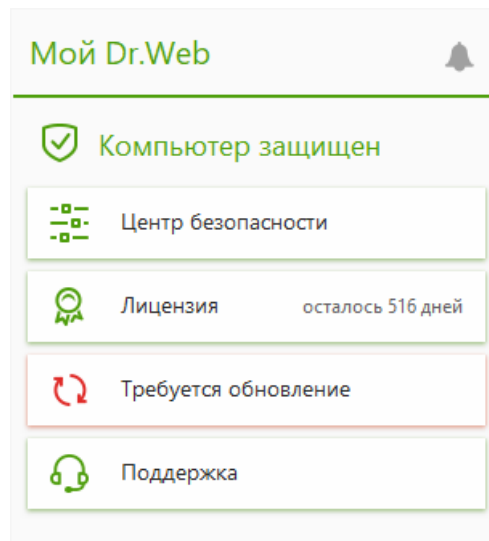 Мой Dr.Web
Компьютер защищен
Центр безопасности
Лицензия осталось 516 дней
Требуется обновление
Поддержка